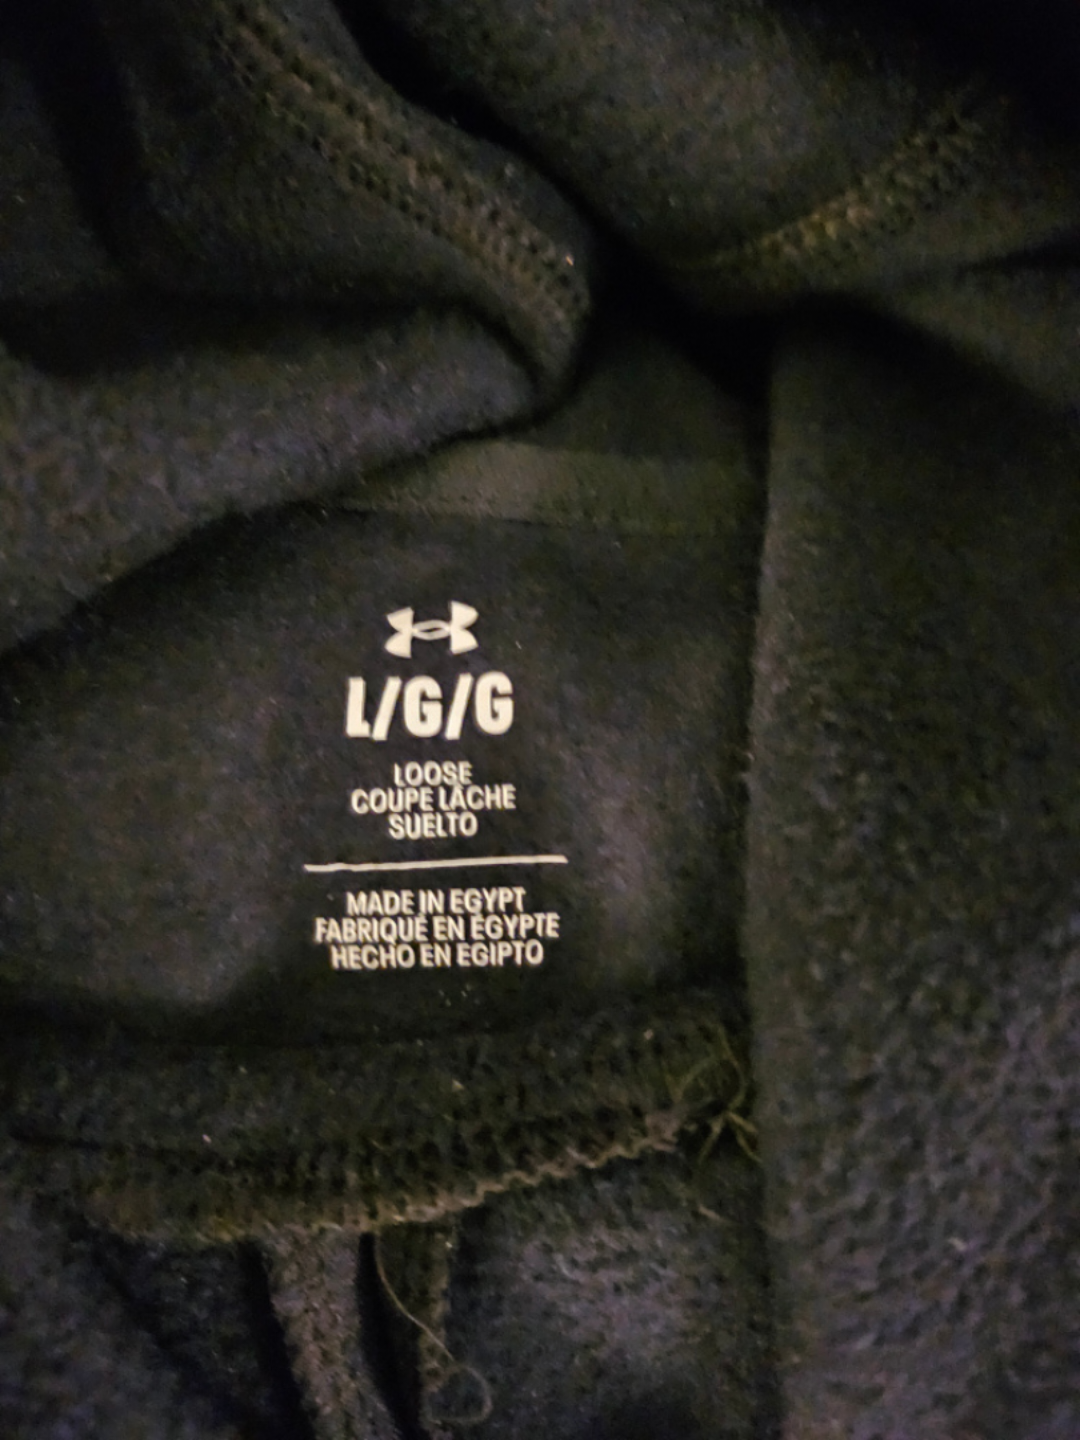 L/G/G
LOOSE
COUPE LÂCHE
SUELTO
MADE IN EGYPT
FABRIQUÉ EN ÉGYPTE
HECHO EN EGIPTO